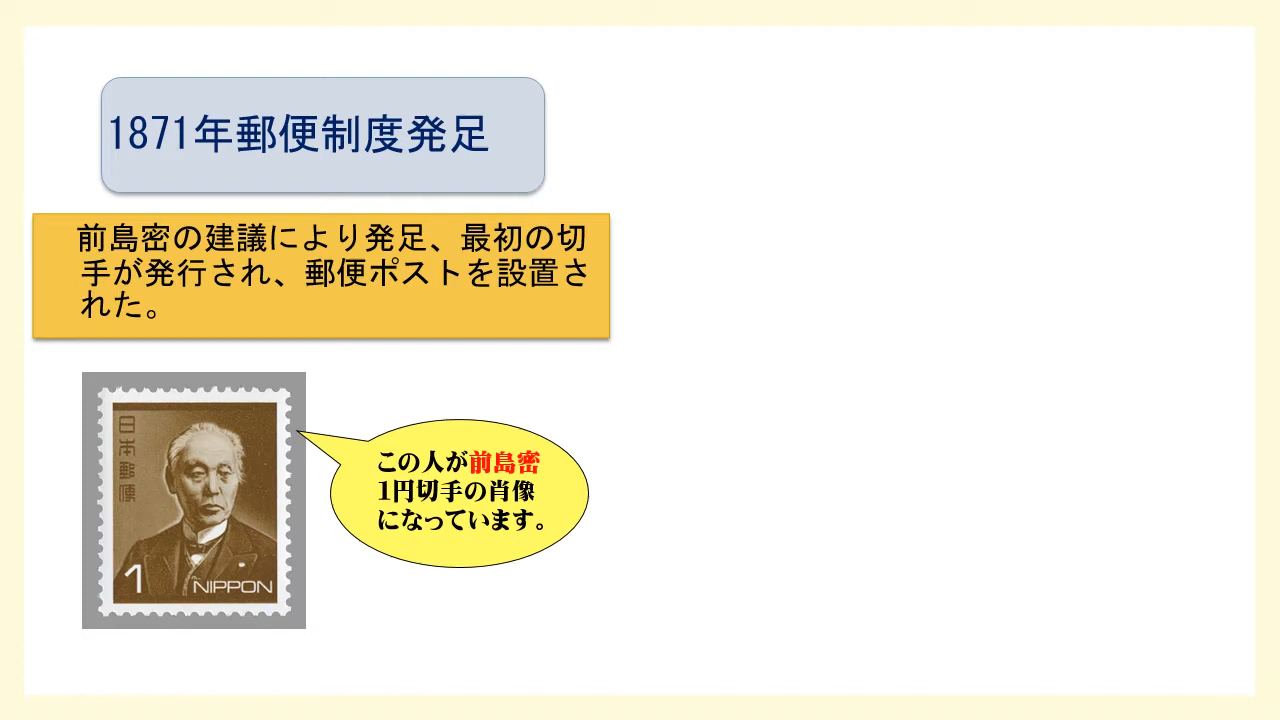 1871年郵便制度発足
前島密の建議により発足、最初の切
手が発行され、郵便ポストを設置さ
れた。
日本郵便
1
NIPPON
この人が前島密
1円切手の肖像
になっています。